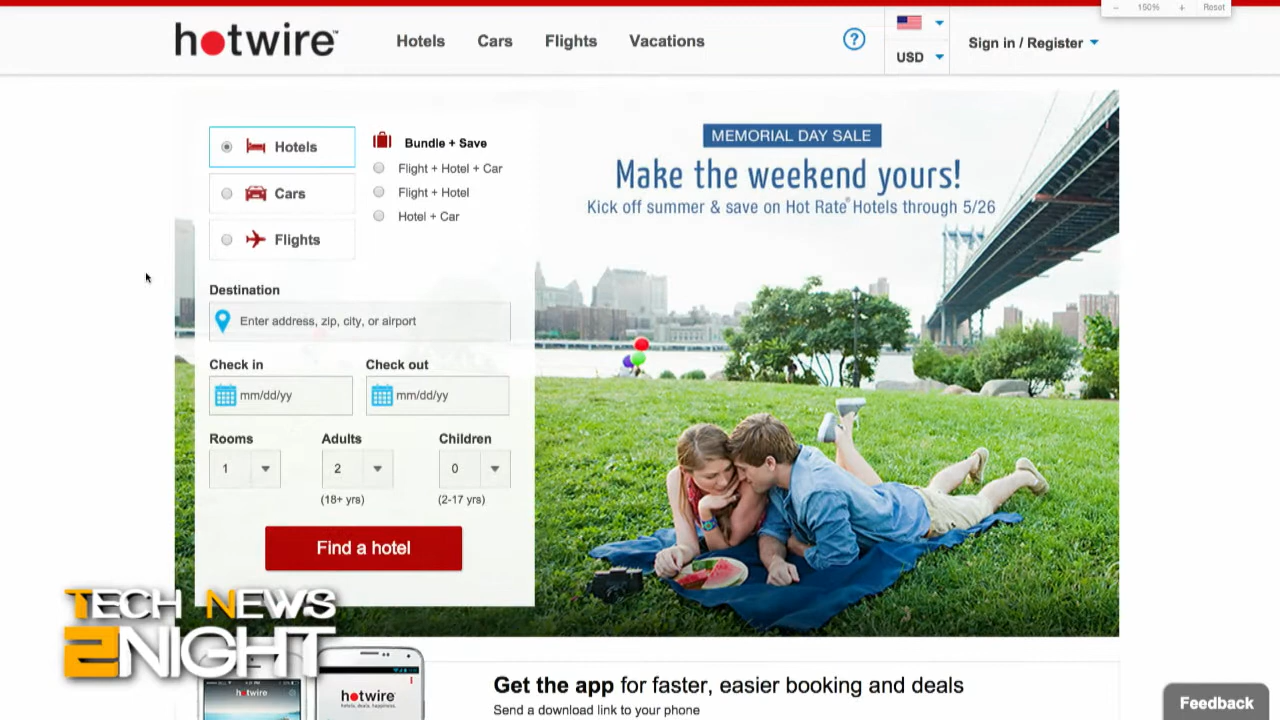 150%
Reset
hotwire™
Hotels
Cars
Flights
Vacations
?
USD
Sign in / Register
Hotels
Cars
Flights
Bundle + Save
Flight + Hotel + Car
Flight + Hotel
Hotel + Car
MEMORIAL DAY SALE
Make the weekend yours!
Kick off summer & save on Hot Rate® Hotels through 5/26
Destination
Enter address, zip, city, or airport
Check in
Check out
mm/dd/yy
mm/dd/yy
Rooms
Adults
Children
1
2
0
(18+ yrs)
(2-17 yrs)
Find a hotel
TECH NEWS
2NIGHT
hotwire
hotwire
hotels, deals, happiness.
Get the app for faster, easier booking and deals
Send a download link to your phone
Feedback